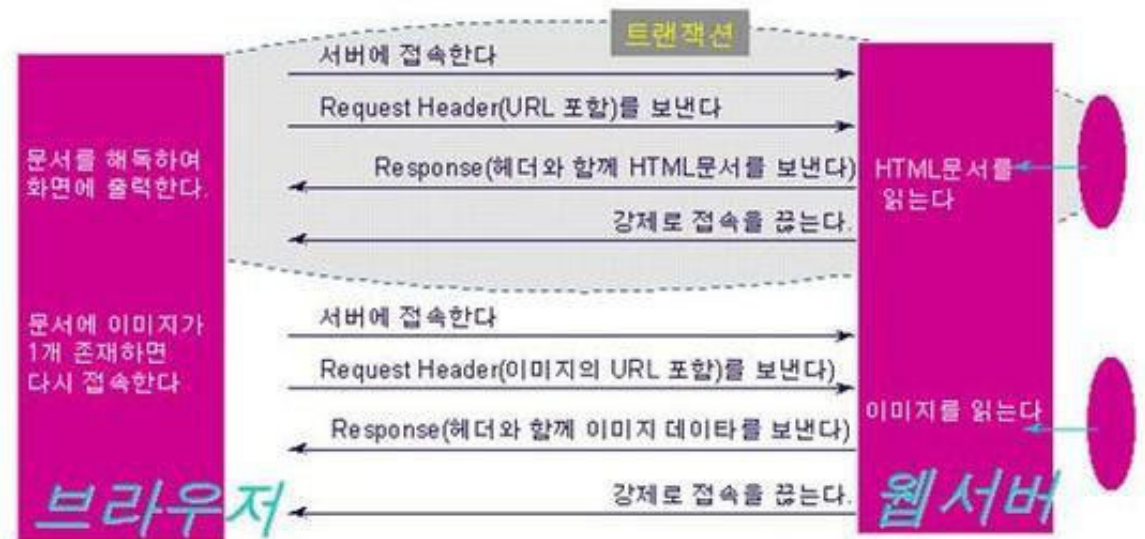 트랜잭션
서버에 접속한다
Request Header(URL 포함)를 보낸다
Response(헤더와 함께 HTML문서를 보낸다)
강제로 접속을 끊는다.
문서를 해독하여
화면에 출력한다.
HTML문서를
읽는다
서버에 접속한다
Request Header(이미지의 URL 포함)를 보낸다)
Response(헤더와 함께 이미지 데이타를 보낸다)
강제로 접속을 끊는다.
문서에 이미지가
1개 존재하면
다시 접속한다
이미지를 읽는다
브라우저
웹서버